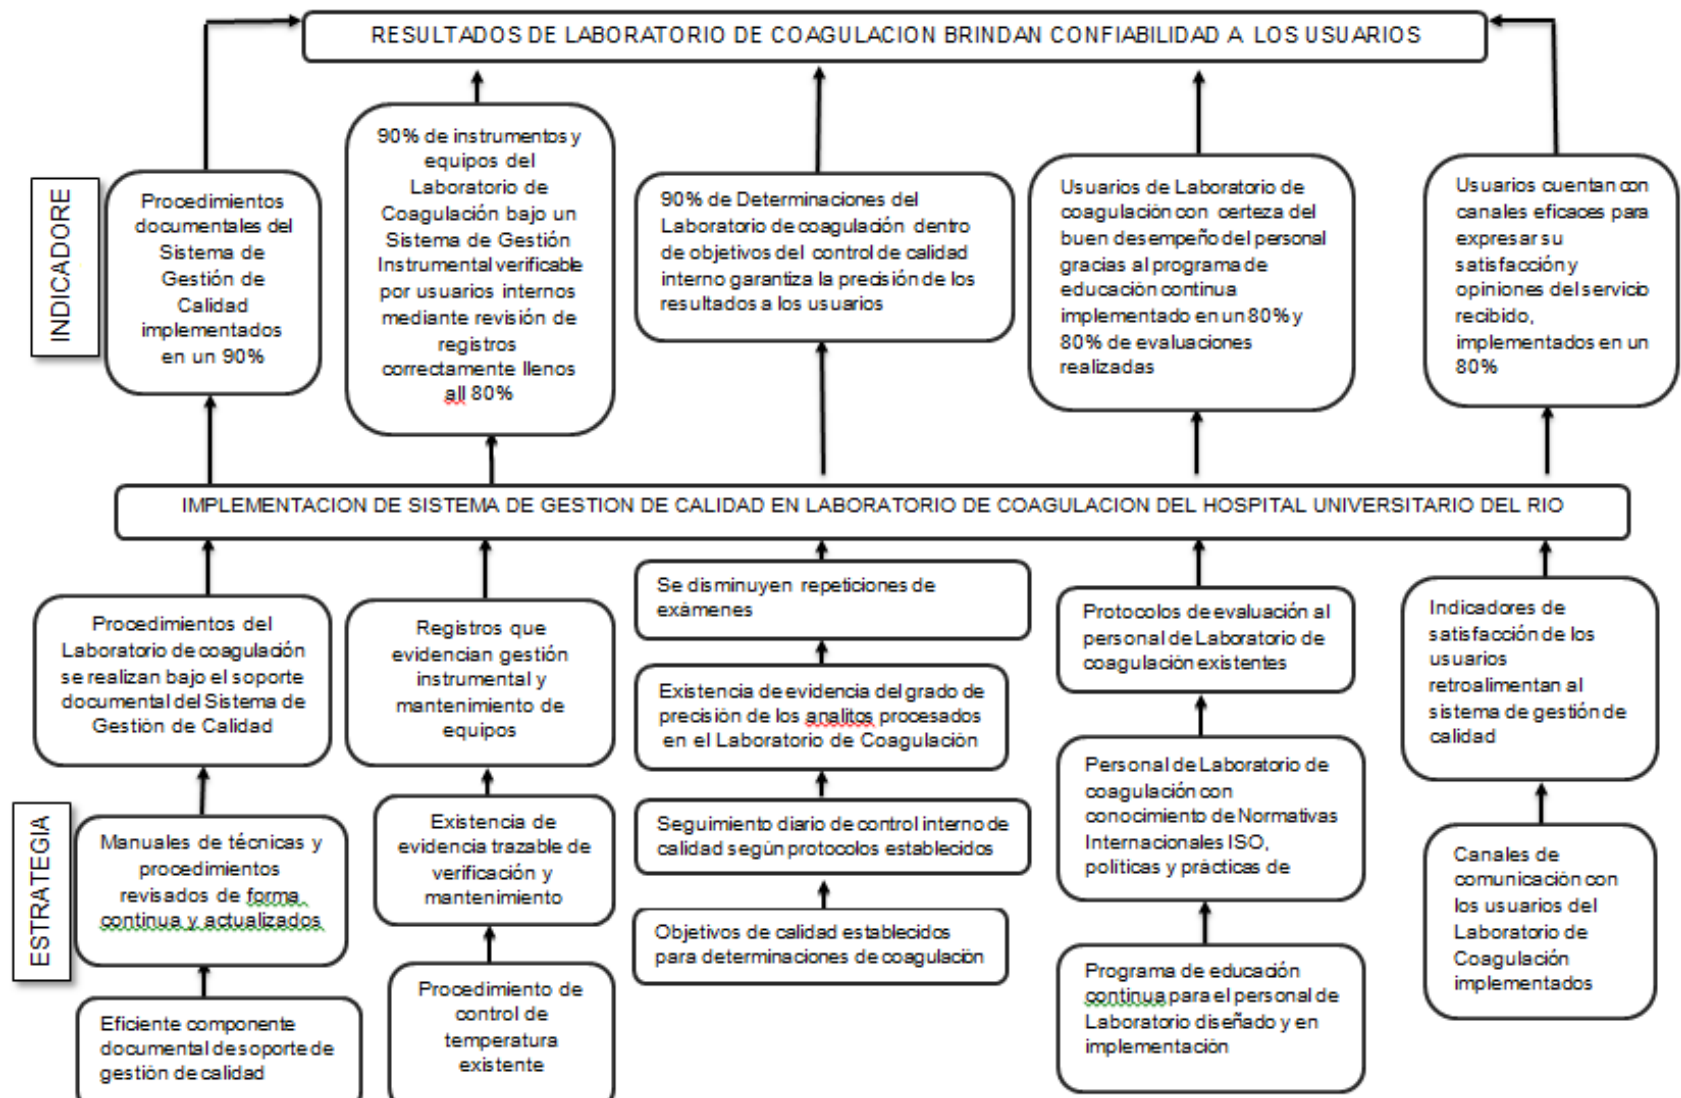 RESULTADOS DE LABORATORIO DE COAGULACION BRINDAN CONFIABILIDAD A LOS USUARIOS
INDICADORE
Procedimientos
documentales del
Sistema de
Gestión de
Calidad
implementados
en un 90%
90% de instrumentos y
equipos del
Laboratorio de
Coagulación bajo un
Sistema de Gestión
Instrumental verificable
por usuarios internos
mediante revisión de
registros
correctamente llenos
all 80%
90% de Determinaciones del
Laboratorio de coagulación dentro
de objetivos del control de calidad
interno garantiza la precisión de los
resultados a los usuarios
Usuarios de Laboratorio de
coagulación con certeza del
buen desempeño del personal
gracias al programa de
educación continua
implementado en un 80% y
80% de evaluaciones
realizadas
Usuarios cuentan con
canales eficaces para
expresar su
satisfacción y
opiniones del servicio
recibido,
implementados en un
80%
IMPLEMENTACION DE SISTEMA DE GESTION DE CALIDAD EN LABORATORIO DE COAGULACION DEL HOSPITAL UNIVERSITARIO DEL RIO
ESTRATEGIA
Procedimientos del
Laboratorio de coagulación
se realizan bajo el soporte
documental del Sistema de
Gestión de Calidad
Manuales de técnicas y
procedimientos
revisados de forma
continua y actualizados
Eficiente componente
documental de soporte de
gestión de calidad
Registros que
evidencian gestión
instrumental y
mantenimiento de
equipos
Existencia de
evidencia trazable de
verificación y
mantenimiento
Procedimiento de
control de
temperatura
existente
Se disminuyen repeticiones de
exámenes
Existencia de evidencia del grado de
precisión de los analitos procesados
en el Laboratorio de Coagulación
Seguimiento diario de control interno de
calidad según protocolos establecidos
Objetivos de calidad establecidos
para determinaciones de coagulación
Protocolos de evaluación al
personal de Laboratorio de
coagulación existentes
Personal de Laboratorio de
coagulación con
conocimiento de Normativas
Internacionales ISO,
políticas y prácticas de
Programa de educación
continua para el personal de
Laboratorio diseñado y en
implementación
Indicadores de
satisfacción de los
usuarios
retroalimentan al
sistema de gestión de
calidad
Canales de
comunicación con
los usuarios del
Laboratorio de
Coagulación
implementados